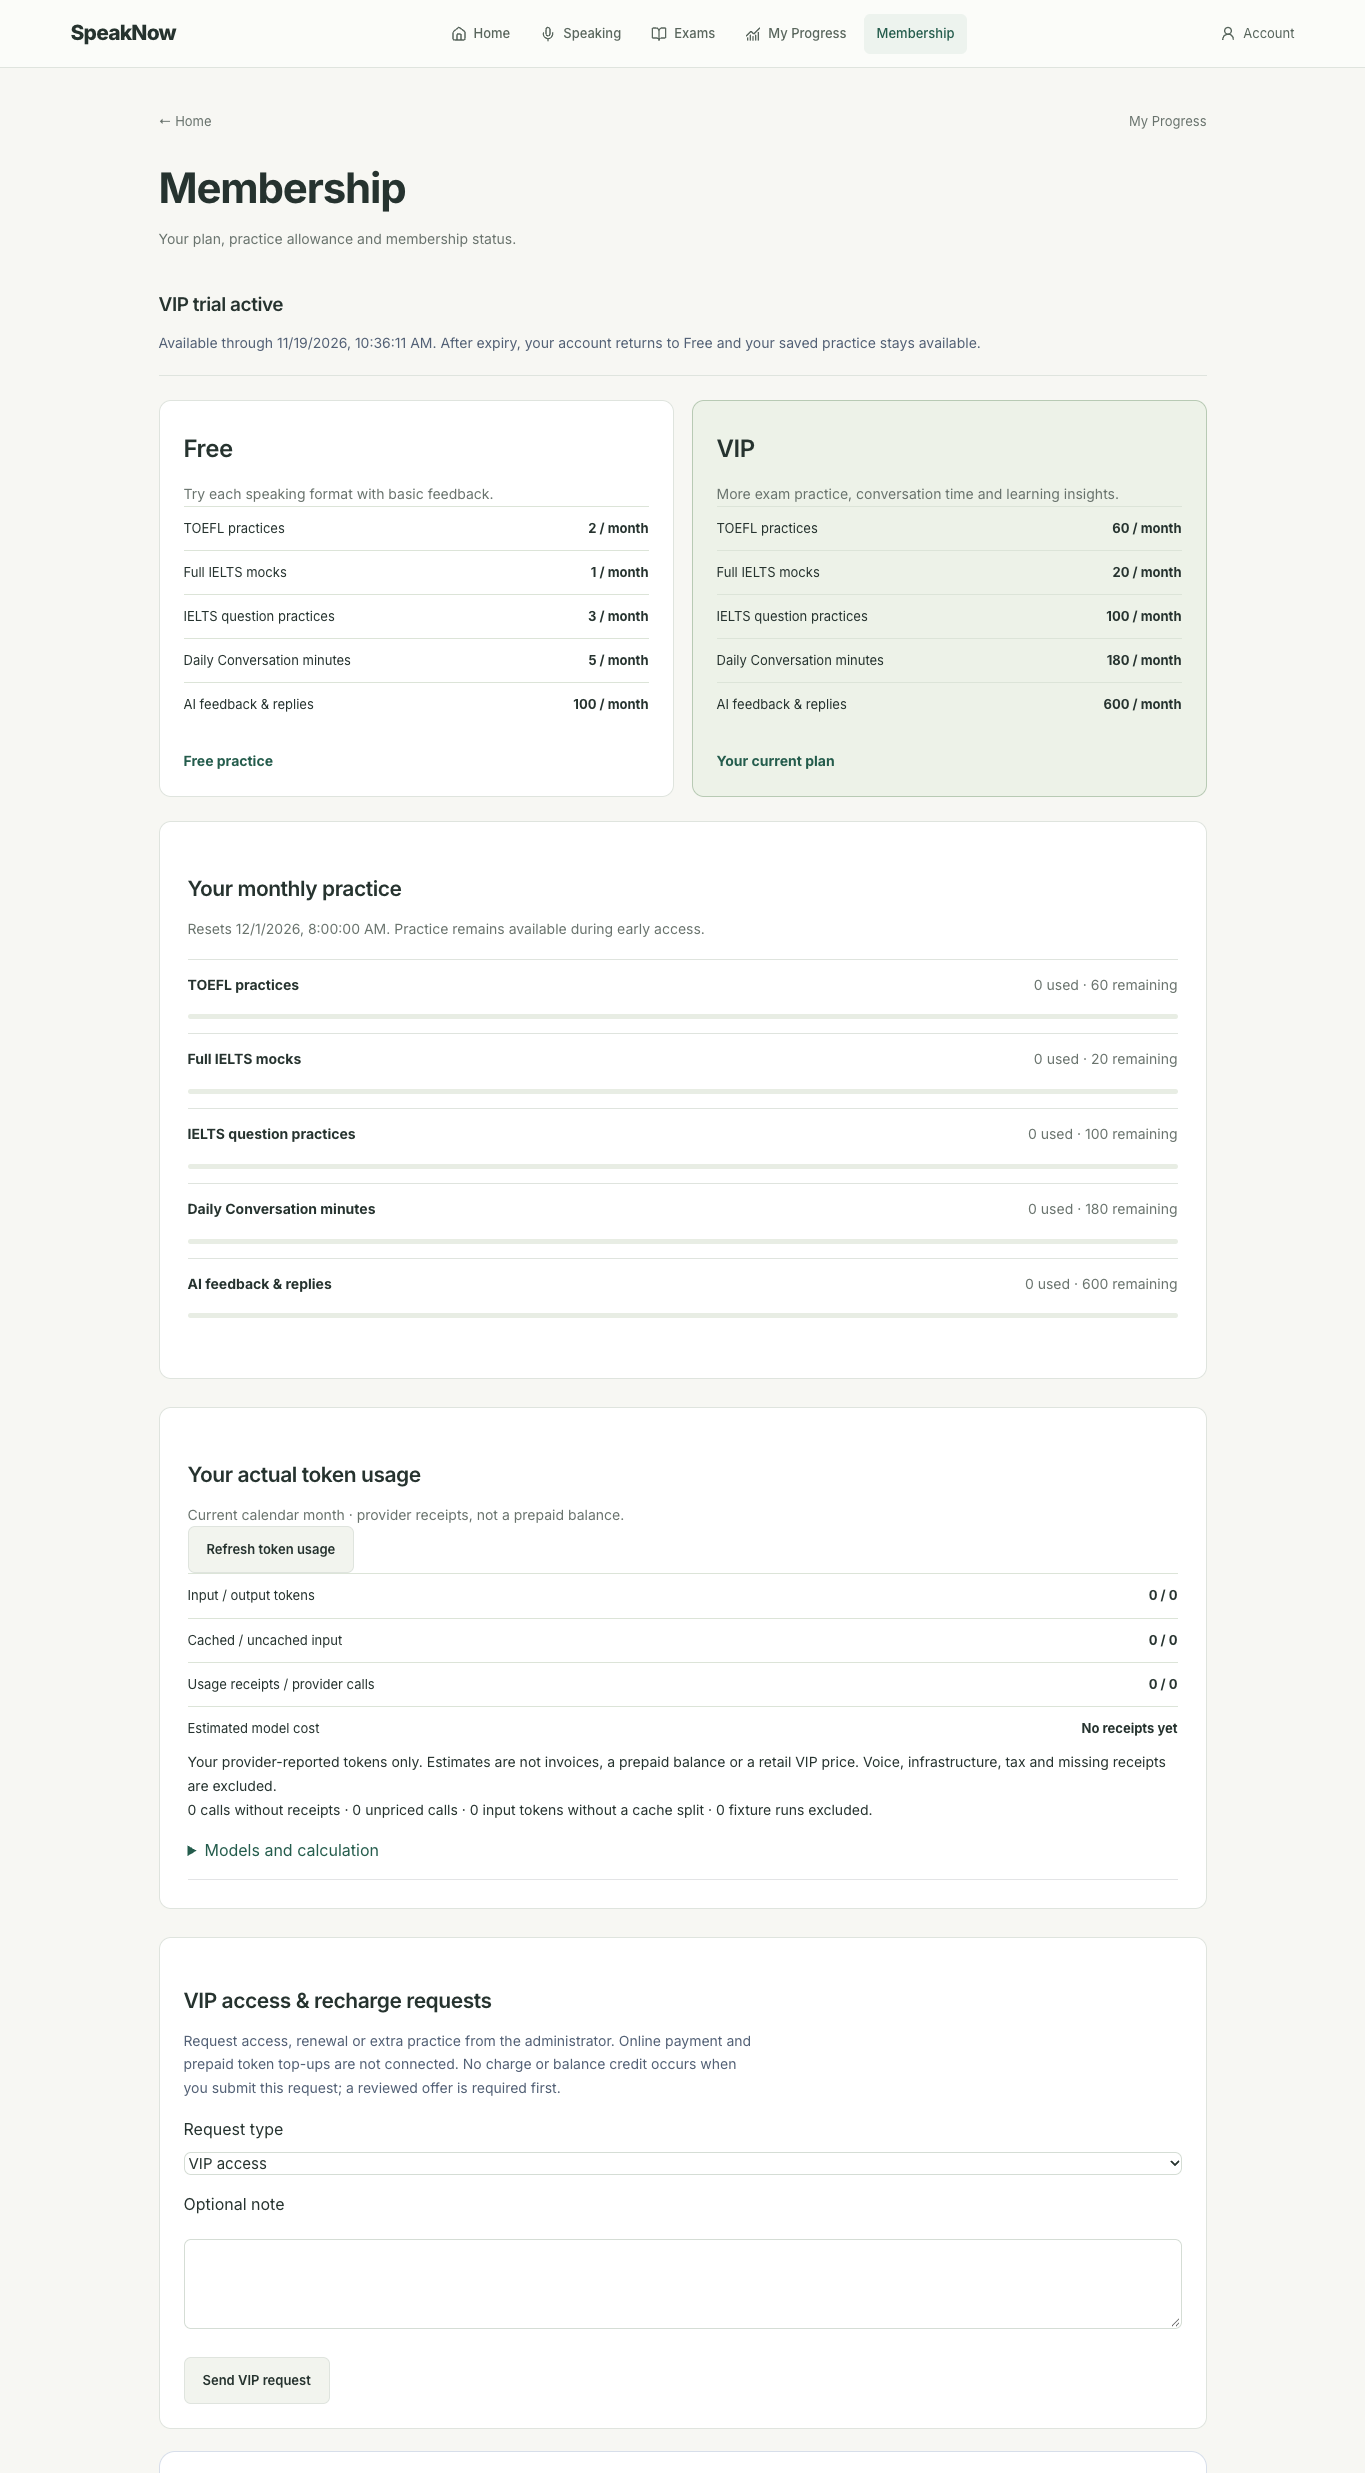 SpeakNow
Home
Speaking
Exams
My Progress
Membership
Account
← Home
My Progress
Membership
Your plan, practice allowance and membership status.
VIP trial active
Available through 11/19/2026, 10:36:11 AM. After expiry, your account returns to Free and your saved practice stays available.
Free
Try each speaking format with basic feedback.
TOEFL practices 2 / month
Full IELTS mocks 1 / month
IELTS question practices 3 / month
Daily Conversation minutes 5 / month
AI feedback & replies 100 / month
Free practice
VIP
More exam practice, conversation time and learning insights.
TOEFL practices 60 / month
Full IELTS mocks 20 / month
IELTS question practices 100 / month
Daily Conversation minutes 180 / month
AI feedback & replies 600 / month
Your current plan
Your monthly practice
Resets 12/1/2026, 8:00:00 AM. Practice remains available during early access.
TOEFL practices 0 used · 60 remaining
Full IELTS mocks 0 used · 20 remaining
IELTS question practices 0 used · 100 remaining
Daily Conversation minutes 0 used · 180 remaining
AI feedback & replies 0 used · 600 remaining
Your actual token usage
Current calendar month · provider receipts, not a prepaid balance.
Refresh token usage
Input / output tokens 0 / 0
Cached / uncached input 0 / 0
Usage receipts / provider calls 0 / 0
Estimated model cost No receipts yet
Your provider-reported tokens only. Estimates are not invoices, a prepaid balance or a retail VIP price. Voice, infrastructure, tax and missing receipts
are excluded.
0 calls without receipts · 0 unpriced calls · 0 input tokens without a cache split · 0 fixture runs excluded.
▶ Models and calculation
VIP access & recharge requests
Request access, renewal or extra practice from the administrator. Online payment and
prepaid token top-ups are not connected. No charge or balance credit occurs when
you submit this request; a reviewed offer is required first.
Request type
VIP access
Optional note
Send VIP request